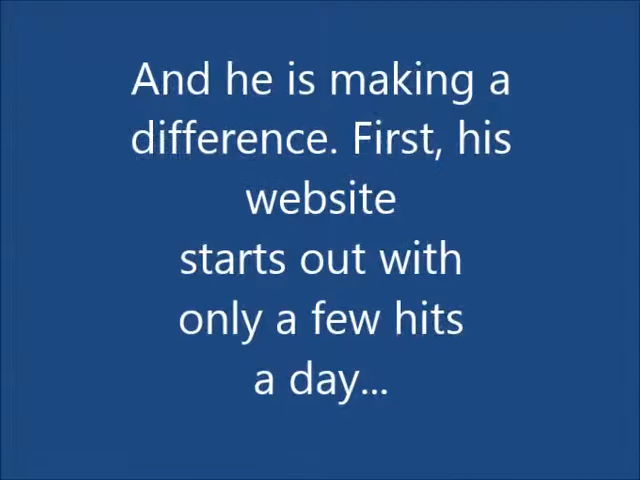 And he is making a
difference. First, his
website
starts out with
only a few hits
a day...